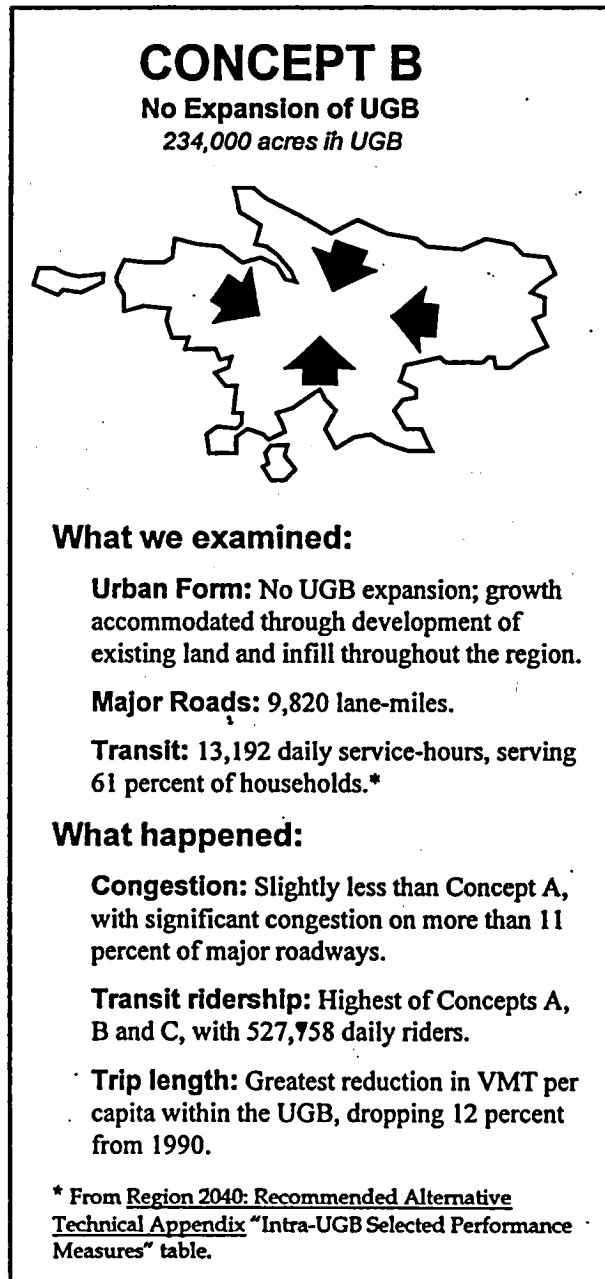 CONCEPT B
No Expansion of UGB
234,000 acres in UGB
What we examined:
Urban Form: No UGB expansion; growth
accommodated through development of
existing land and infill throughout the region.
Major Roads: 9,820 lane-miles.
Transit: 13,192 daily service-hours, serving
61 percent of households.*
What happened:
Congestion: Slightly less than Concept A,
with significant congestion on more than 11
percent of major roadways.
Transit ridership: Highest of Concepts A,
B and C, with 527,758 daily riders.
Trip length: Greatest reduction in VMT per
capita within the UGB, dropping 12 percent
from 1990.
* From Region 2040: Recommended Alternative
Technical Appendix "Intra-UGB Selected Performance
Measures" table.